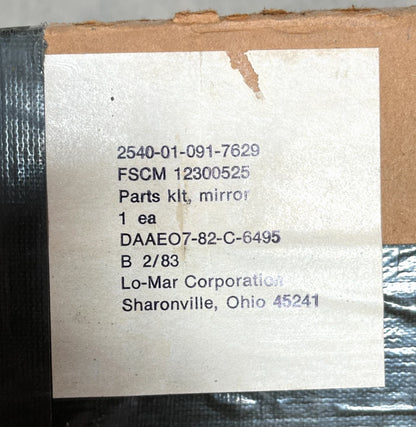 2540-01-091-7629
FSCM 12300525
Parts kit, mirror
1 ea
DAAEO7-82-C-6495
B 2/83
Lo-Mar Corporation
Sharonville, Ohio 45241